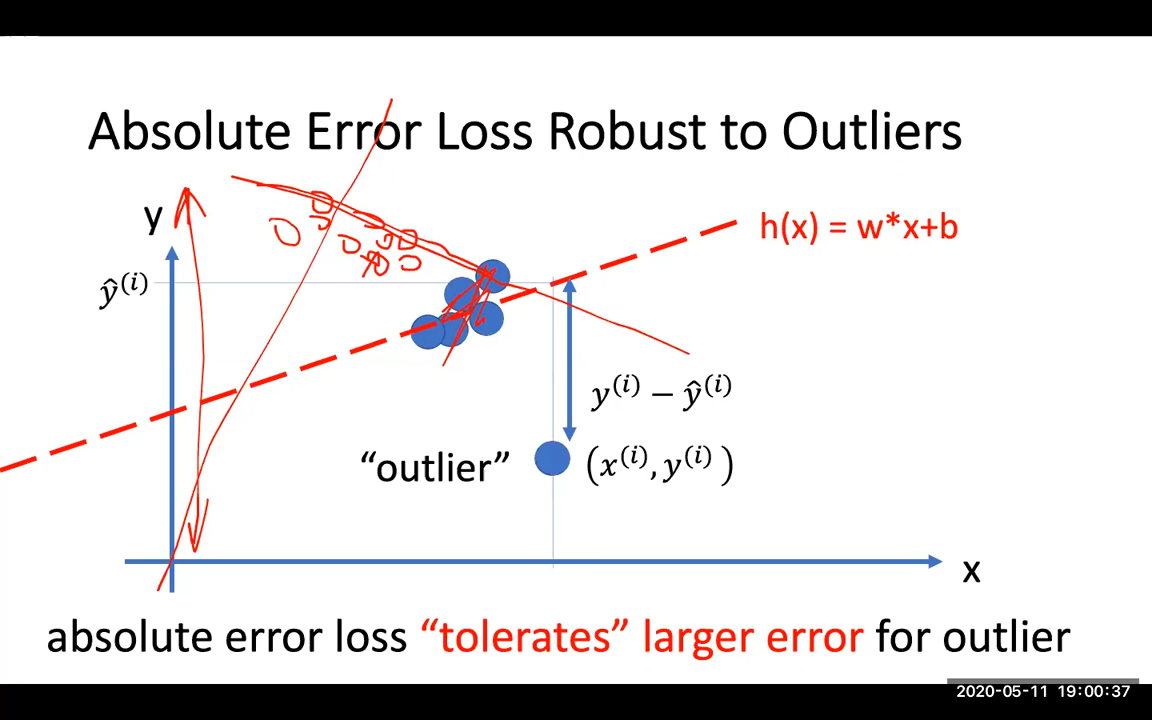 Absolute Error Loss Robust to Outliers
y
h(x) = w*x+b
ŷ⁽ⁱ⁾
y⁽ⁱ⁾ − ŷ⁽ⁱ⁾
“outlier”
(x⁽ⁱ⁾, y⁽ⁱ⁾ )
x
absolute error loss “tolerates” larger error for outlier
2020-05-11 19:00:37